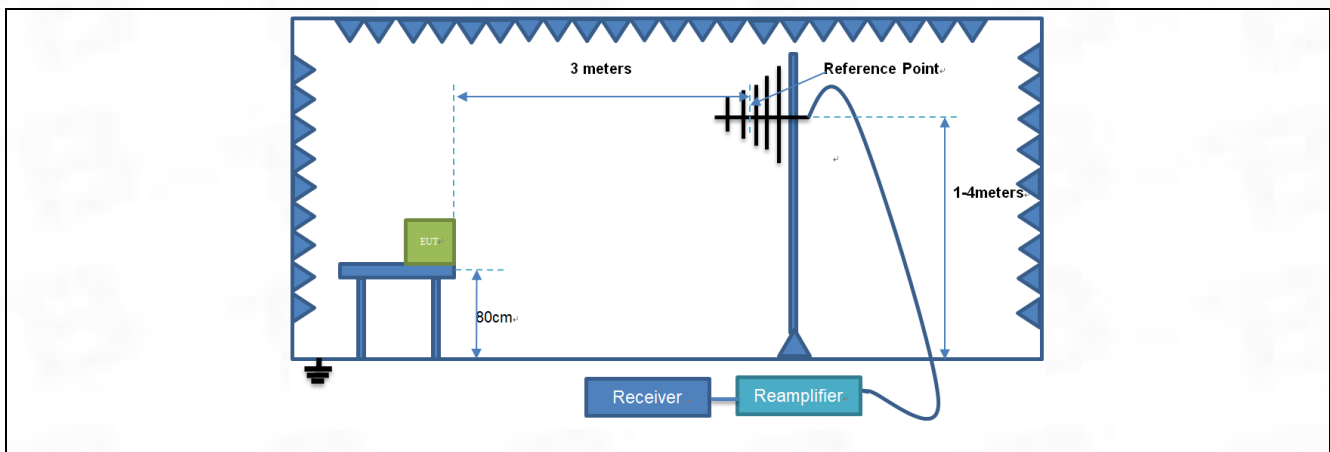 3 meters
Reference Point
EUT
1-4meters
80cm
Receiver
Reamplifier